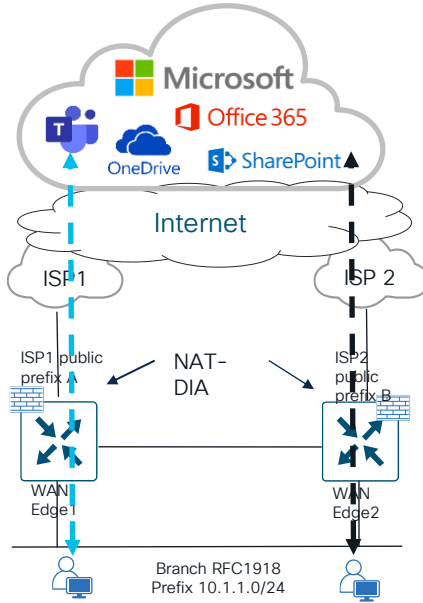 Microsoft
Office 365
T
OneDrive
S
SharePoint
Internet
ISP1
ISP 2
ISP1 public
prefix A
NAT-
DIA
ISP2
public
prefix B
WAN
Edge1
WAN
Edge2
Branch RFC1918
Prefix 10.1.1.0/24